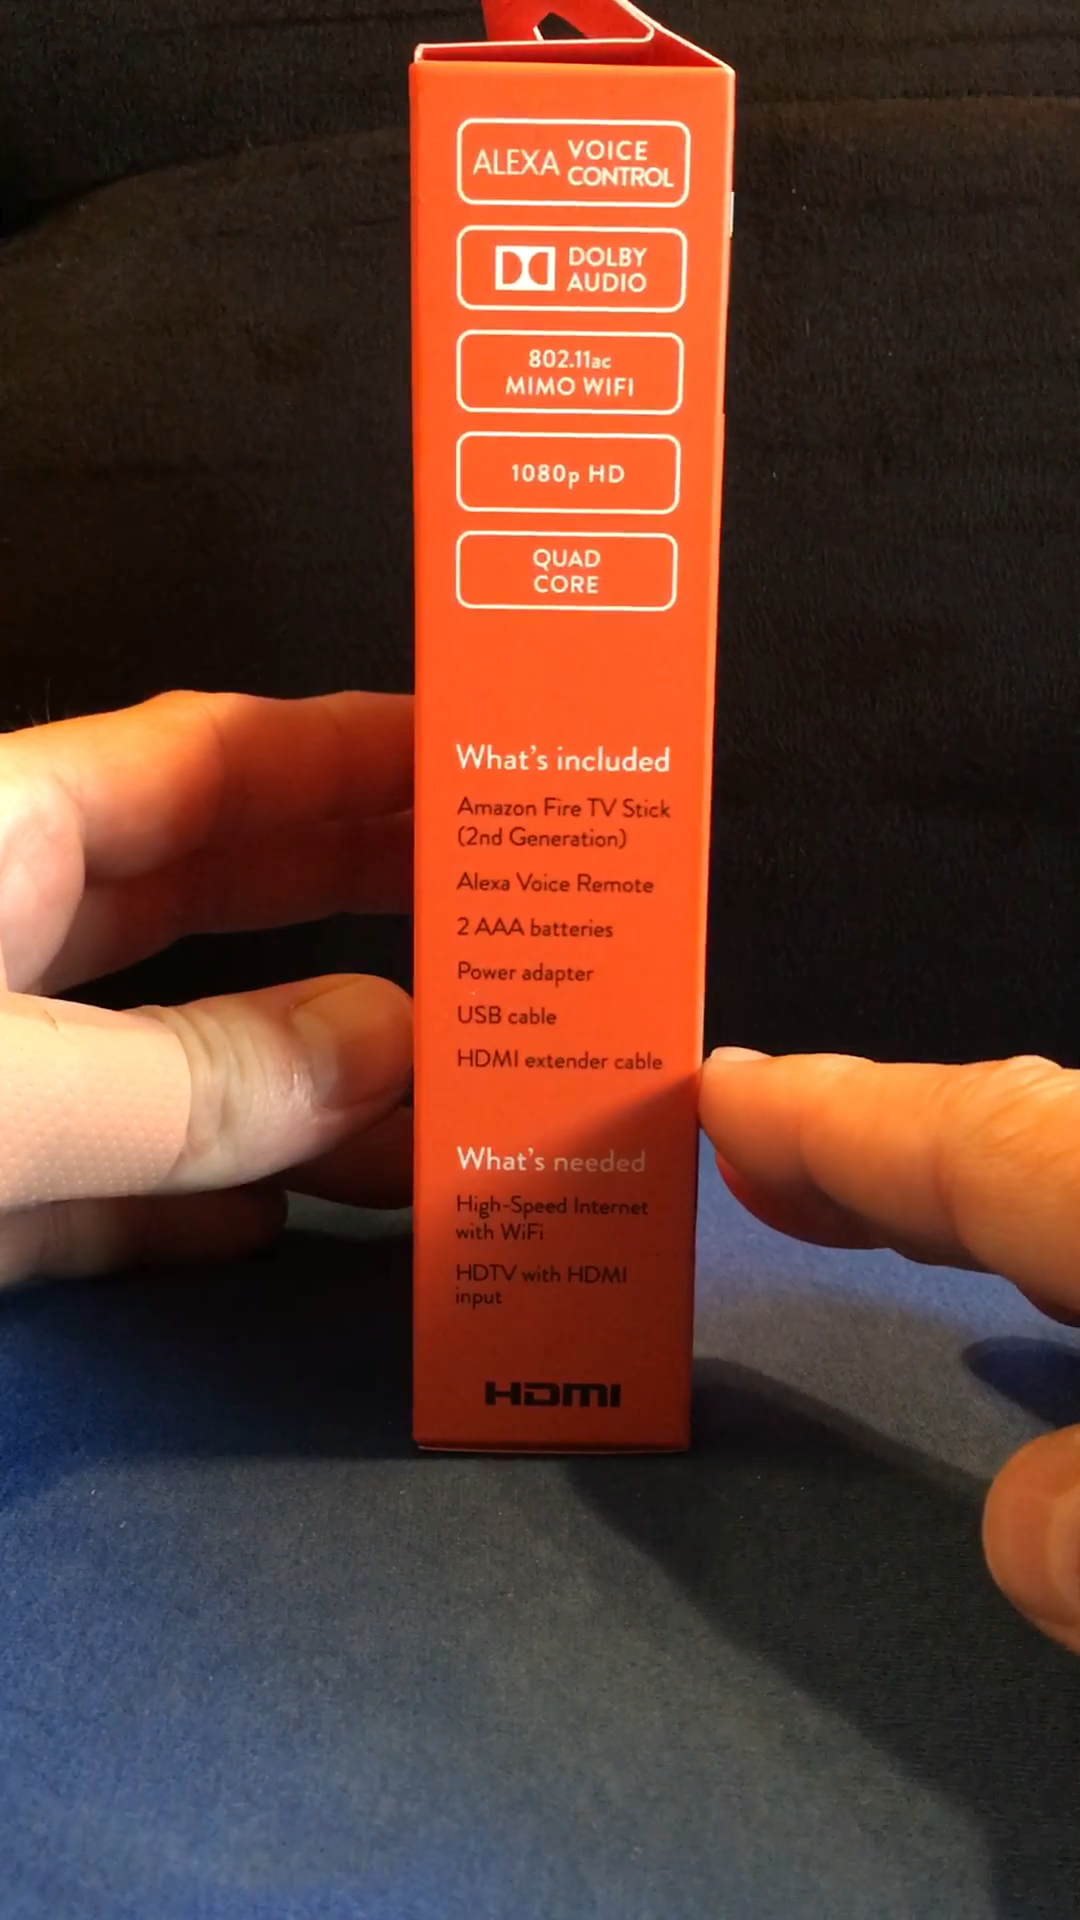 ALEXA VOICE
CONTROL
DOLBY
AUDIO
802.11ac
MIMO WIFI
1080p HD
QUAD
CORE
What's included
Amazon Fire TV Stick
(2nd Generation)
Alexa Voice Remote
2 AAA batteries
Power adapter
USB cable
HDMI extender cable
What's needed
High-Speed Internet
with WiFi
HDTV with HDMI
input
HDMI